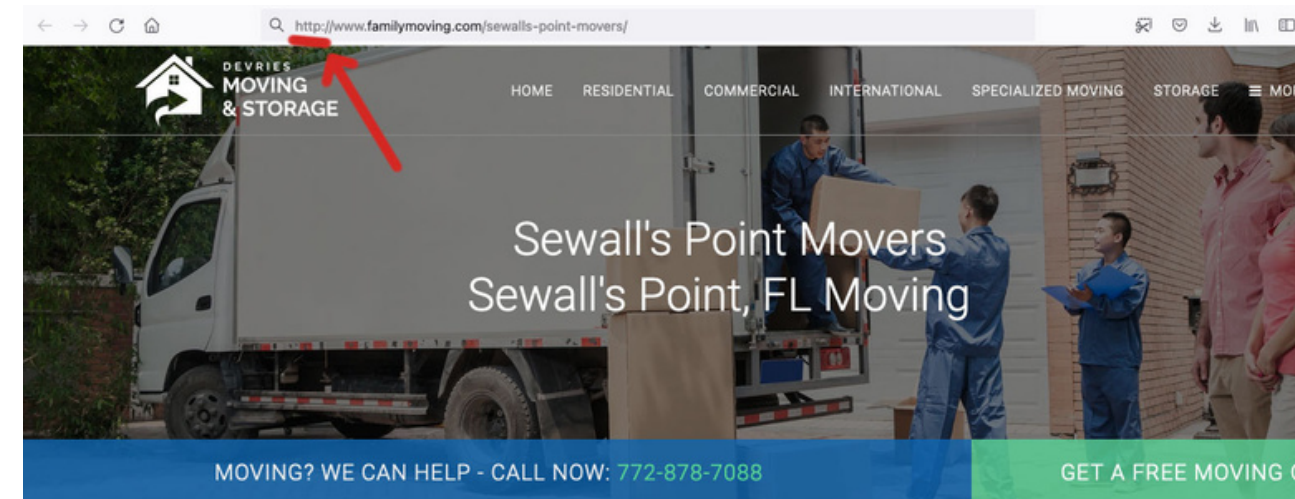 http://www.familymoving.com/sewalls-point-movers/
DEVRIES
MOVING
& STORAGE
HOME RESIDENTIAL COMMERCIAL INTERNATIONAL SPECIALIZED MOVING STORAGE
Sewall's Point Movers
Sewall's Point, FL Moving
MOVING? WE CAN HELP - CALL NOW: 772-878-7088
GET A FREE MOVING